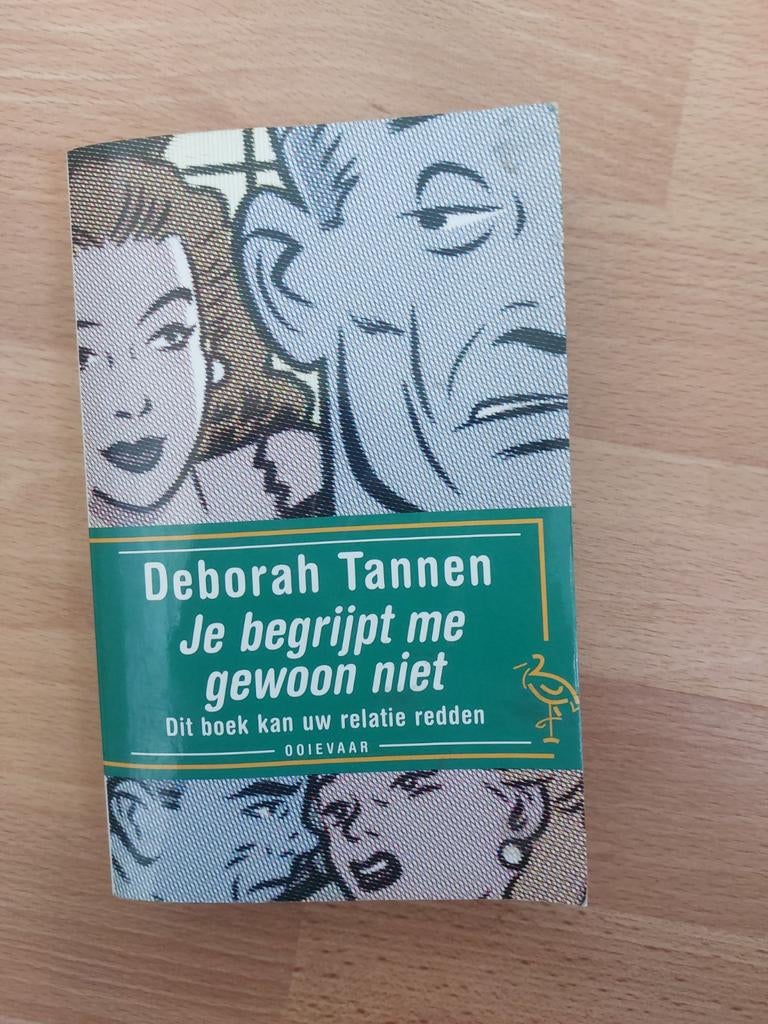 Deborah Tannen
Je begrijpt me
gewoon niet
Dit boek kan uw relatie redden
OOIEVAAR